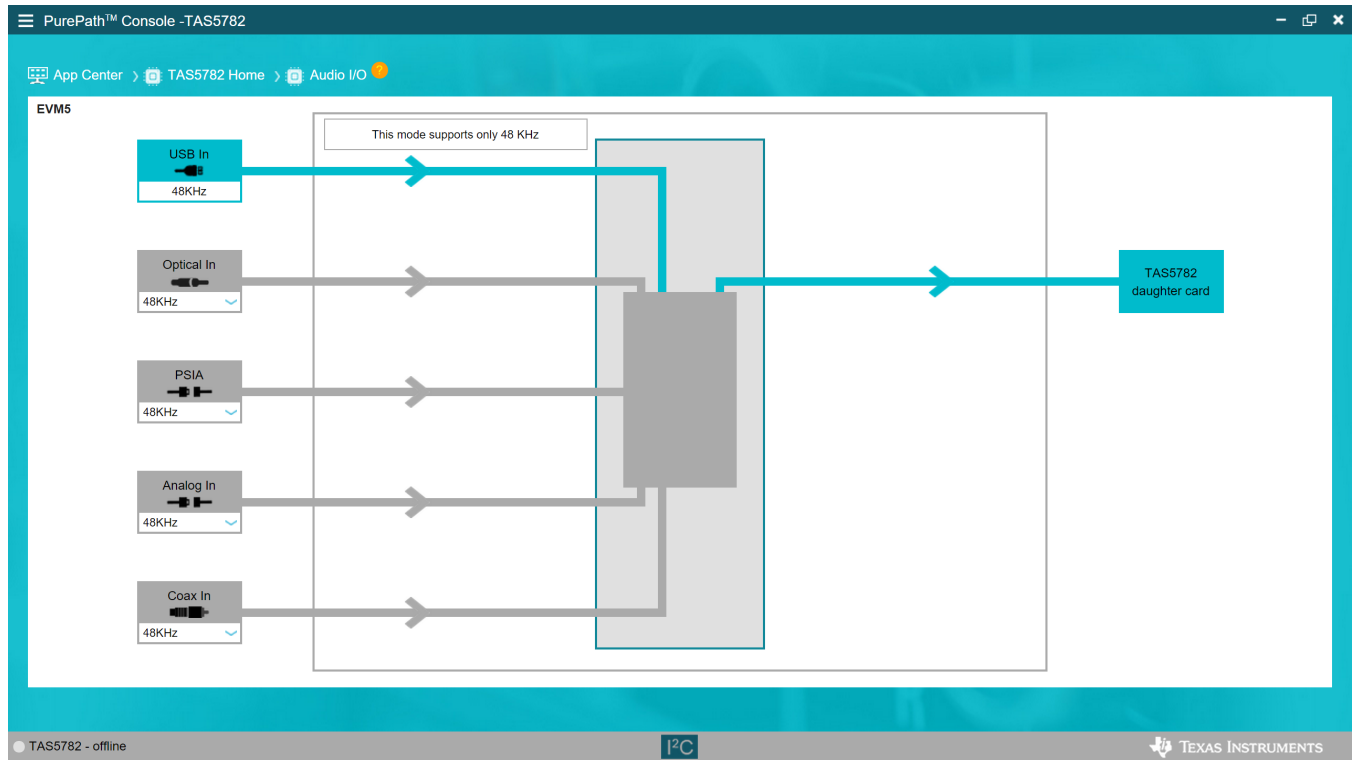 PurePath™ Console -TAS5782
App Center
TAS5782 Home
Audio I/O
?
EVM5
This mode supports only 48 KHz
USB In
48KHz
Optical In
48KHz
TAS5782
daughter card
PSIA
48KHz
Analog In
48KHz
Coax In
48KHz
TAS5782 - offline
I²C
TEXAS INSTRUMENTS